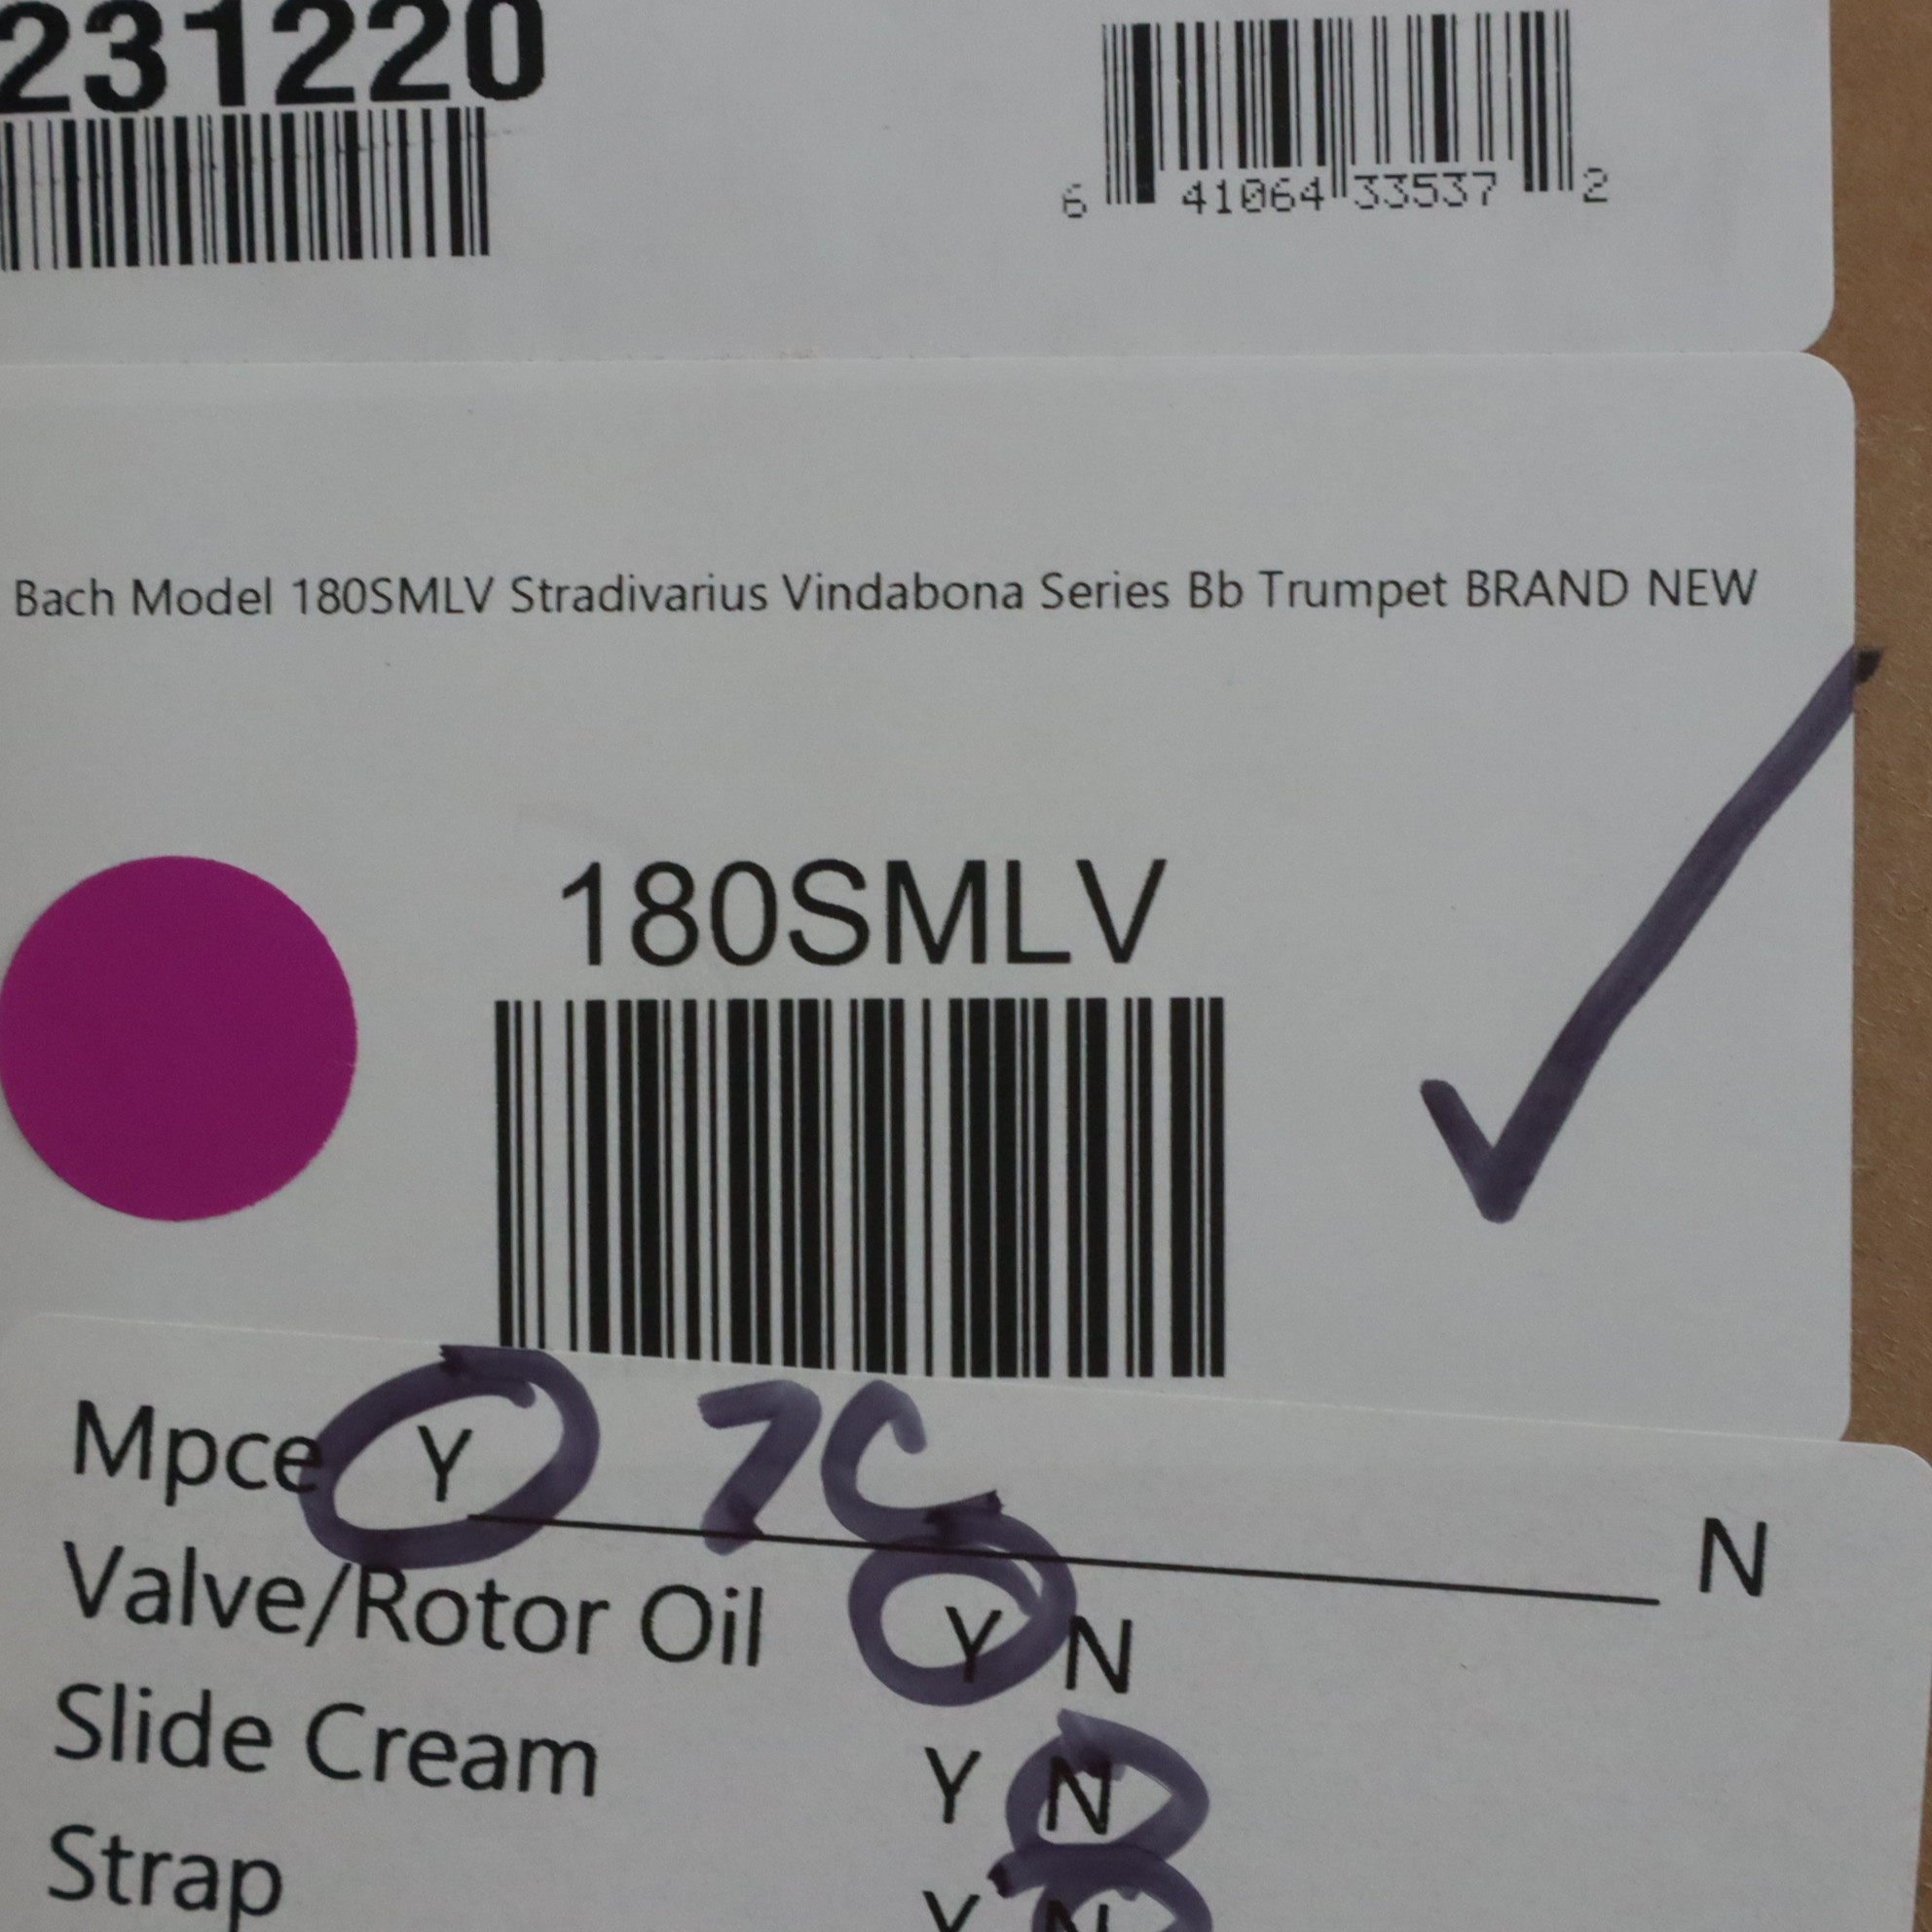 231220
6 41064 33537 2
Bach Model 180SMLV Stradivarius Vindabona Series Bb Trumpet BRAND NEW
180SMLV
Mpce Y 7C N
Valve/Rotor Oil Y N
Slide Cream Y N
Strap Y N